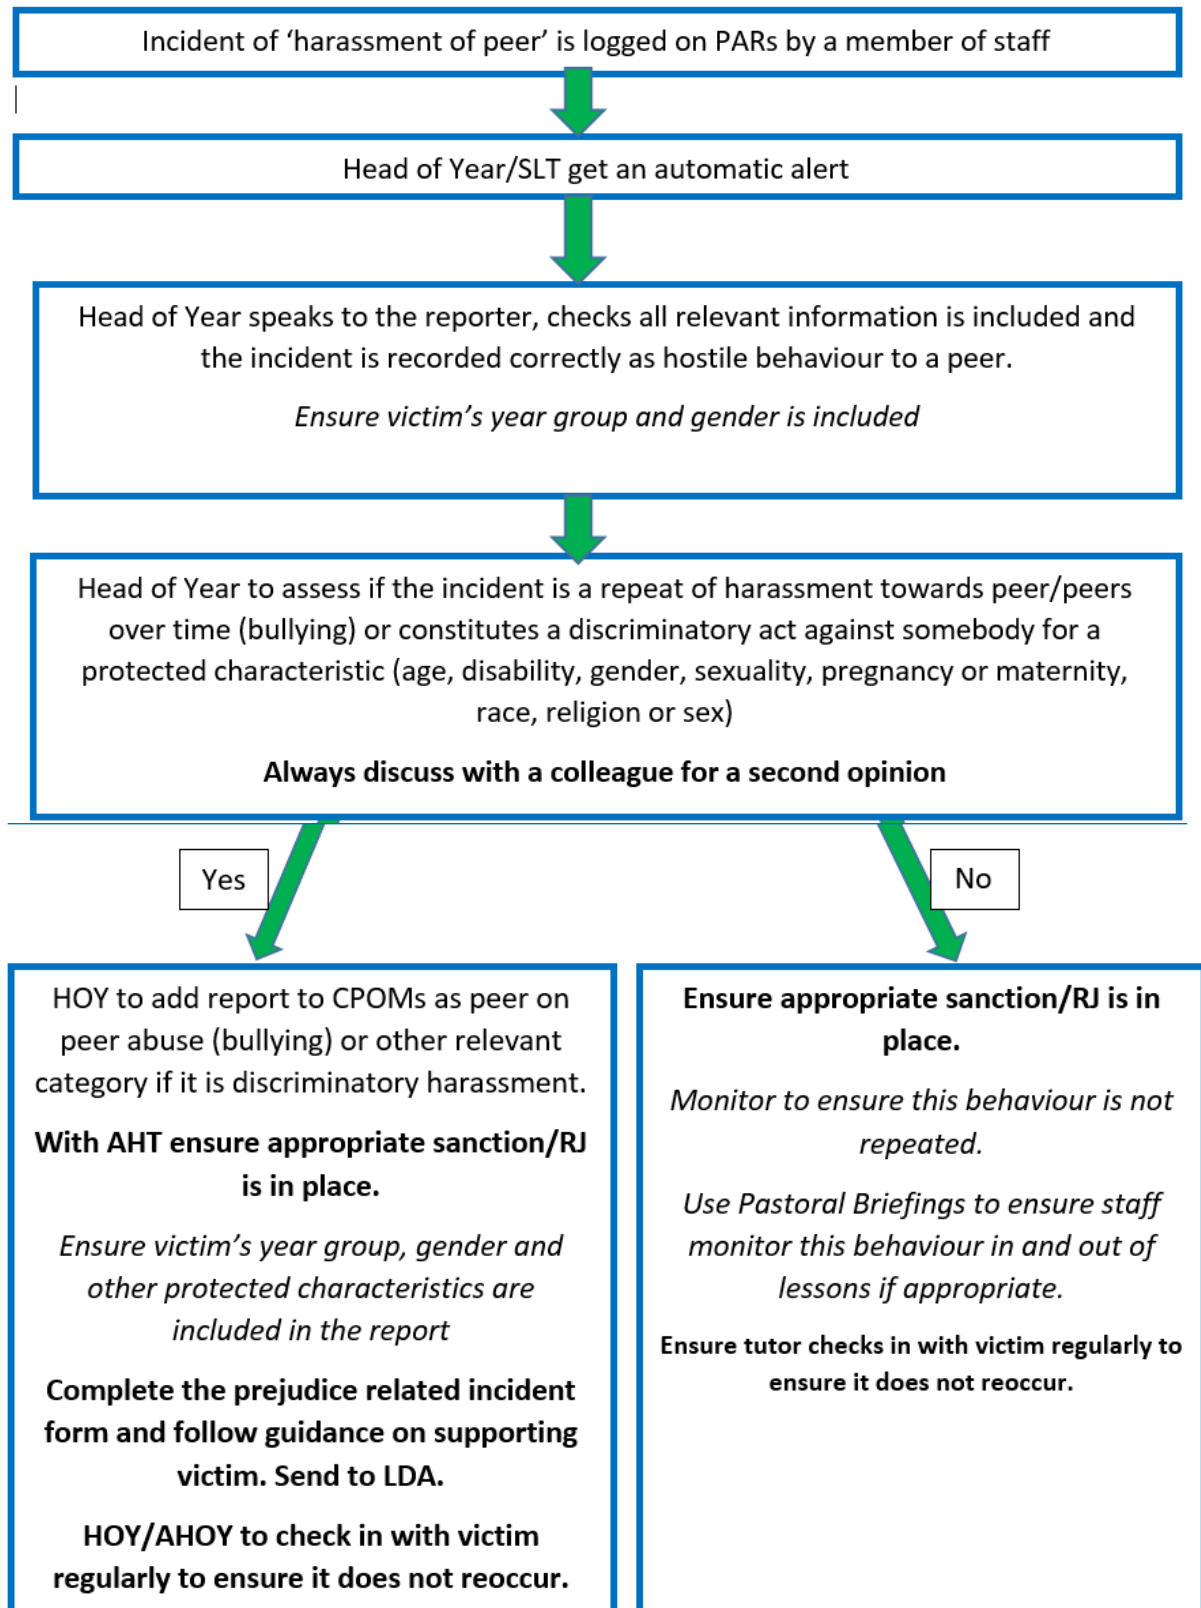 Incident of ‘harassment of peer’ is logged on PARs by a member of staff
Head of Year/SLT get an automatic alert
Head of Year speaks to the reporter, checks all relevant information is included and
the incident is recorded correctly as hostile behaviour to a peer.
Ensure victim’s year group and gender is included
Head of Year to assess if the incident is a repeat of harassment towards peer/peers
over time (bullying) or constitutes a discriminatory act against somebody for a
protected characteristic (age, disability, gender, sexuality, pregnancy or maternity,
race, religion or sex)
Always discuss with a colleague for a second opinion
Yes
No
HOY to add report to CPOMs as peer on
peer abuse (bullying) or other relevant
category if it is discriminatory harassment.
With AHT ensure appropriate sanction/RJ
is in place.
Ensure victim’s year group, gender and
other protected characteristics are
included in the report
Complete the prejudice related incident
form and follow guidance on supporting
victim. Send to LDA.
HOY/AHOY to check in with victim
regularly to ensure it does not reoccur.
Ensure appropriate sanction/RJ is in
place.
Monitor to ensure this behaviour is not
repeated.
Use Pastoral Briefings to ensure staff
monitor this behaviour in and out of
lessons if appropriate.
Ensure tutor checks in with victim regularly to
ensure it does not reoccur.